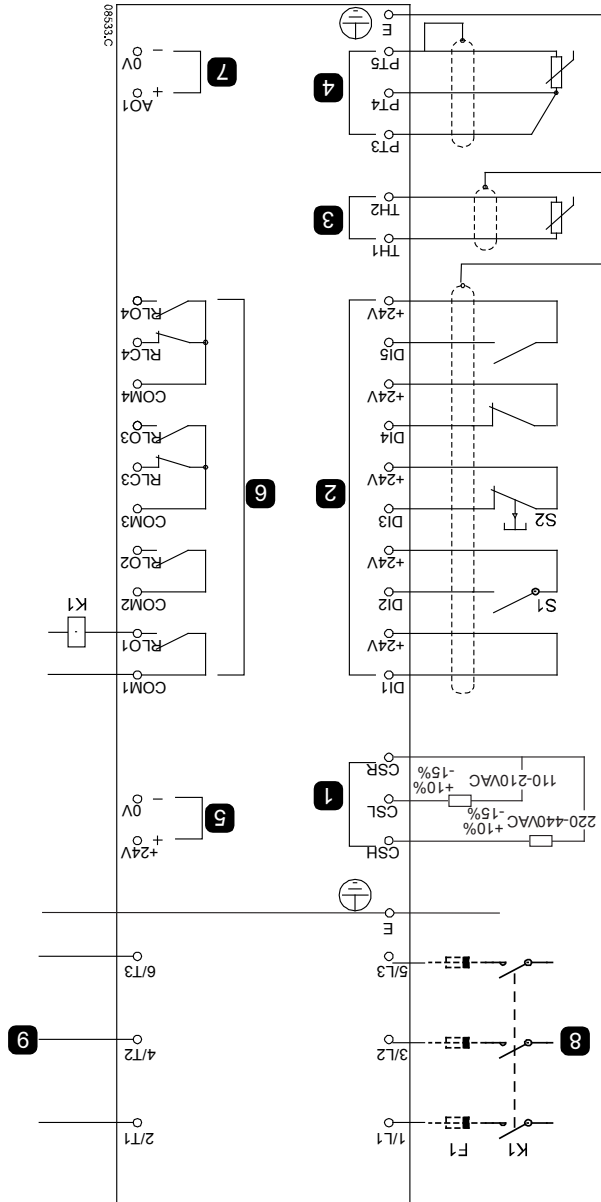 K1 F1
1/L1 2/T1
8 3/L2 4/T2 9
5/L3 6/T3
E
220-440VAC +10% -15%
CSH +24V +
110-210VAC +10% -15%
CSL 1 5 0V -
CSR
DI1 COM1
+24V RLO1 K1
S1 DI2 COM2
+24V RLO2
S2 DI3 COM3
+24V 2 6 RLC3
DI4 RLO3
+24V COM4
DI5 RLC4
+24V RLO4
TH1
3
TH2
PT3
PT4 4 AO1 +
PT5 7 0V -
E
08533.C